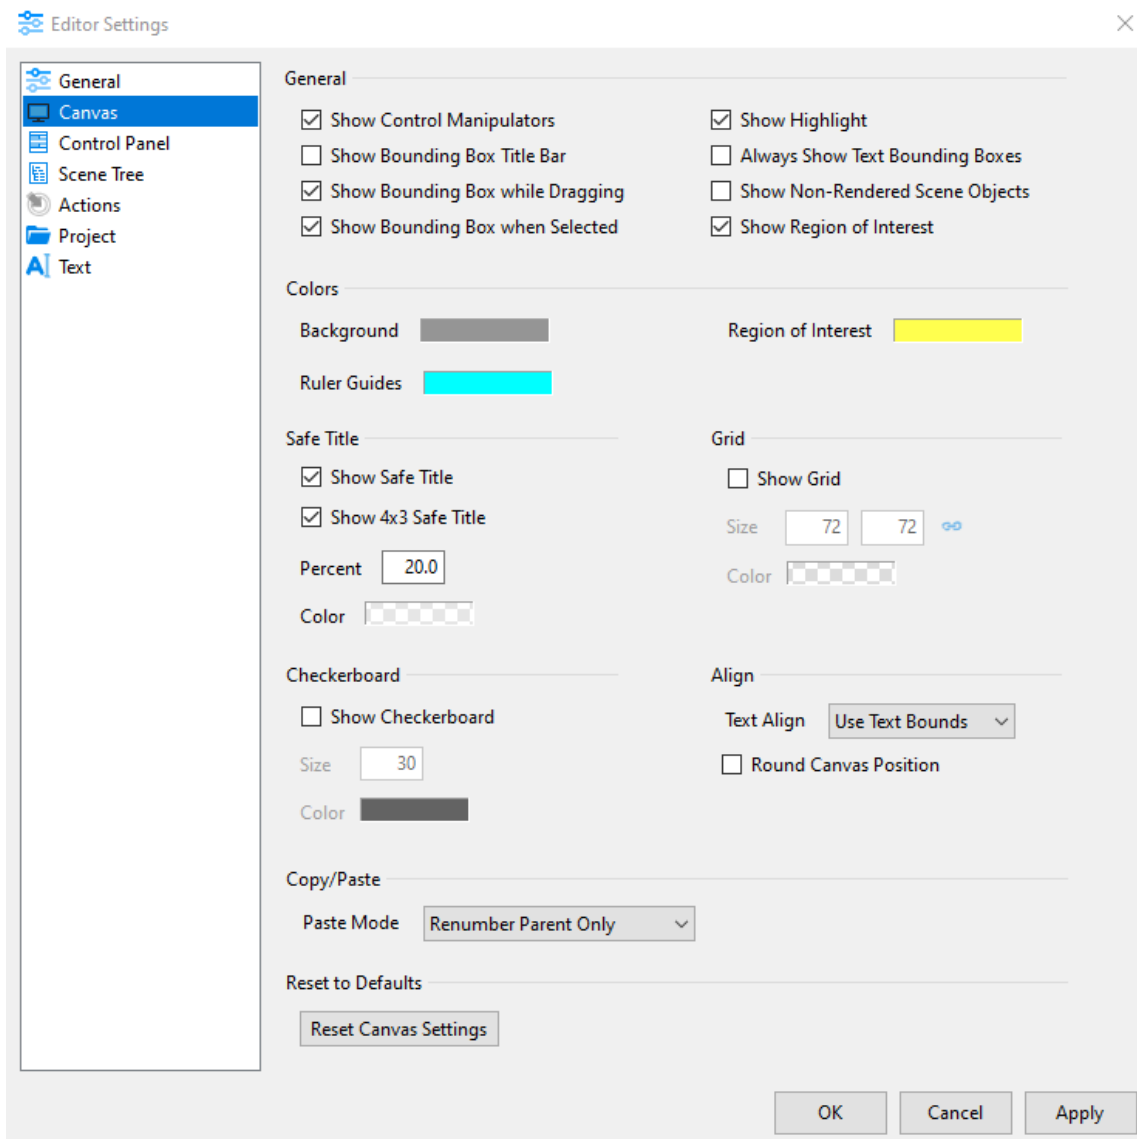 Editor Settings
General
Canvas
Control Panel
Scene Tree
Actions
Project
Text
General
Show Control Manipulators
Show Highlight
Show Bounding Box Title Bar
Always Show Text Bounding Boxes
Show Bounding Box while Dragging
Show Non-Rendered Scene Objects
Show Bounding Box when Selected
Show Region of Interest
Colors
Background
Region of Interest
Ruler Guides
Safe Title
Show Safe Title
Show 4x3 Safe Title
Percent 20.0
Color
Grid
Show Grid
Size 72 72
Color
Checkerboard
Show Checkerboard
Size 30
Color
Align
Text Align Use Text Bounds
Round Canvas Position
Copy/Paste
Paste Mode Renumber Parent Only
Reset to Defaults
Reset Canvas Settings
OK Cancel Apply